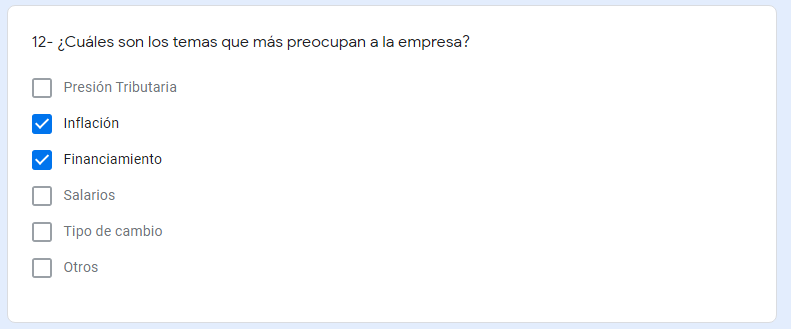 12- ¿Cuáles son los temas que más preocupan a la empresa?
Presión Tributaria
Inflación
Financiamiento
Salarios
Tipo de cambio
Otros